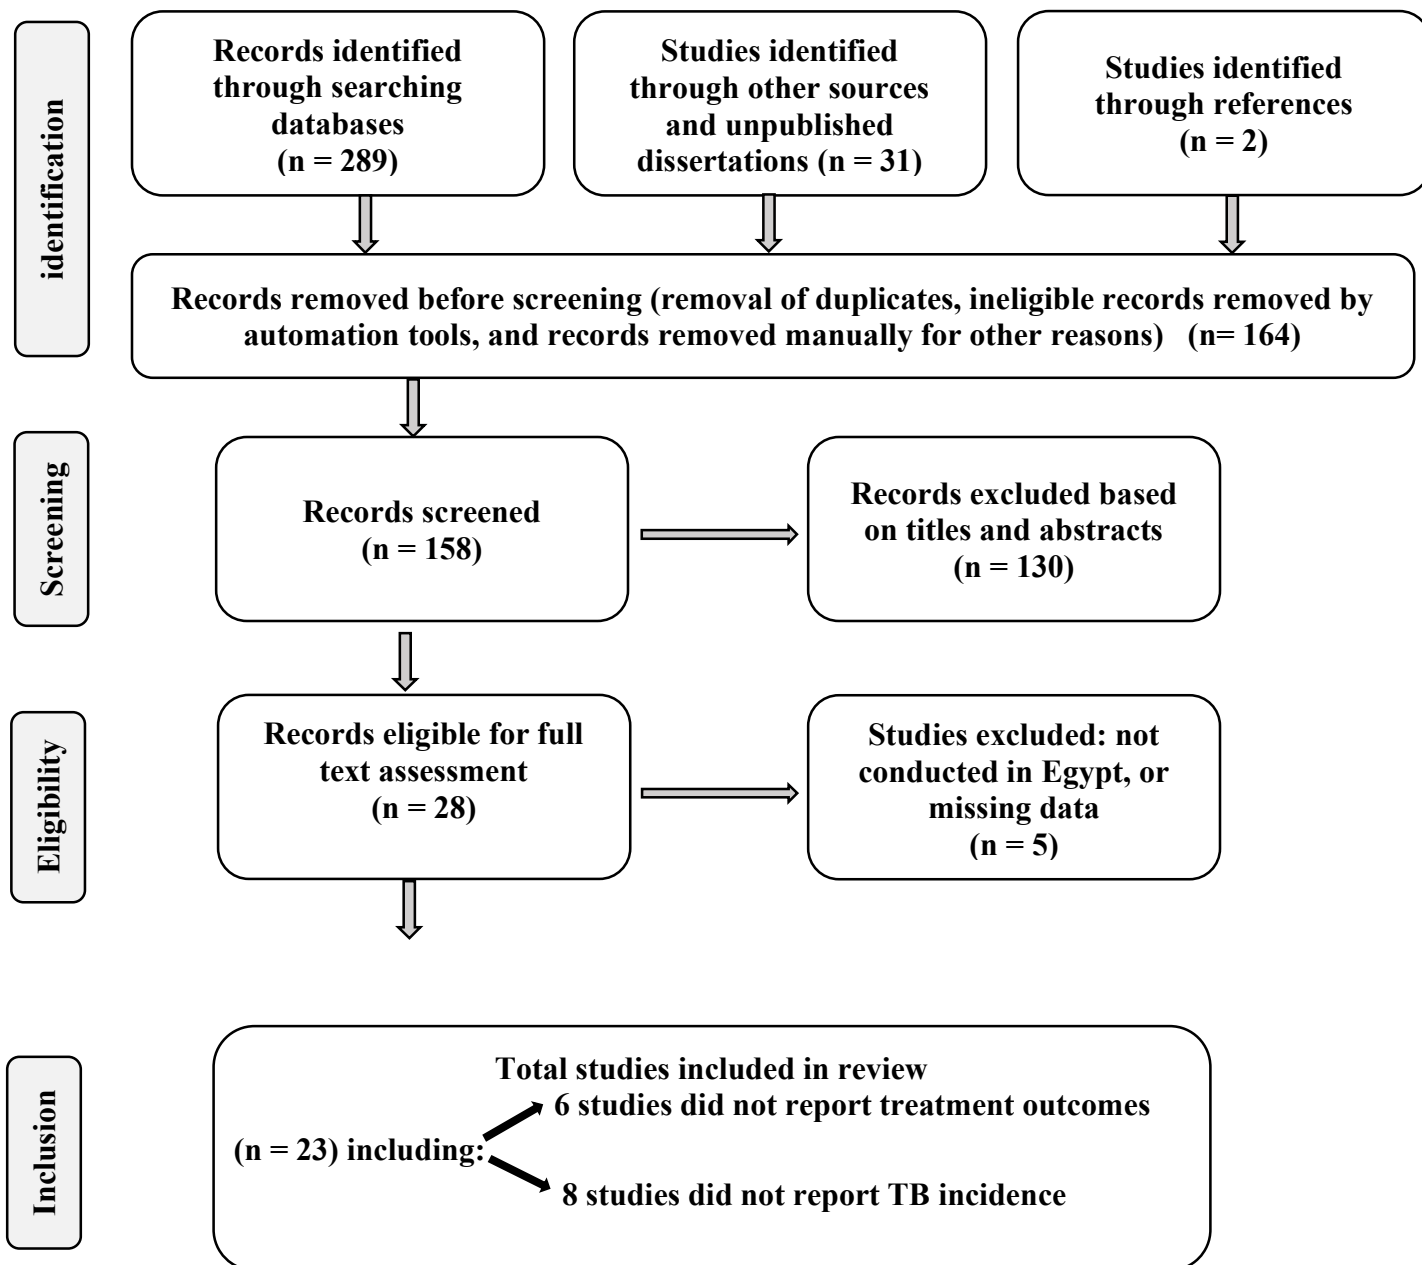 identification
Records identified
through searching
databases
(n = 289)
Studies identified
through other sources
and unpublished
dissertations (n = 31)
Studies identified
through references
(n = 2)
Records removed before screening (removal of duplicates, ineligible records removed by
automation tools, and records removed manually for other reasons) (n= 164)
Screening
Records screened
(n = 158)
Records excluded based
on titles and abstracts
(n = 130)
Eligibility
Records eligible for full
text assessment
(n = 28)
Studies excluded: not
conducted in Egypt, or
missing data
(n = 5)
Inclusion
Total studies included in review
6 studies did not report treatment outcomes
(n = 23) including:
8 studies did not report TB incidence